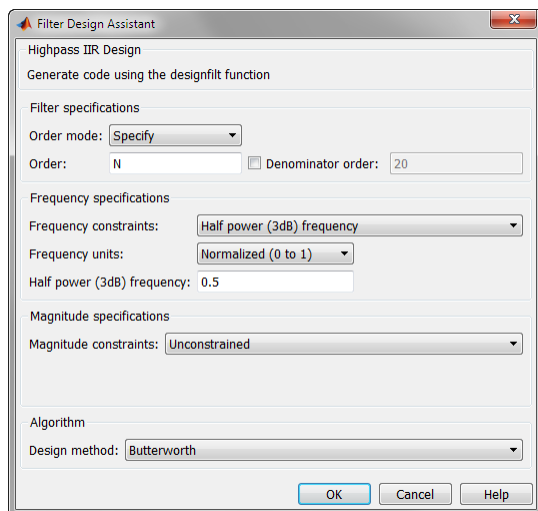 Filter Design Assistant
Highpass IIR Design
Generate code using the designfilt function
Filter specifications
Order mode: Specify
Order: N Denominator order: 20
Frequency specifications
Frequency constraints: Half power (3dB) frequency
Frequency units: Normalized (0 to 1)
Half power (3dB) frequency: 0.5
Magnitude specifications
Magnitude constraints: Unconstrained
Algorithm
Design method: Butterworth
OK Cancel Help